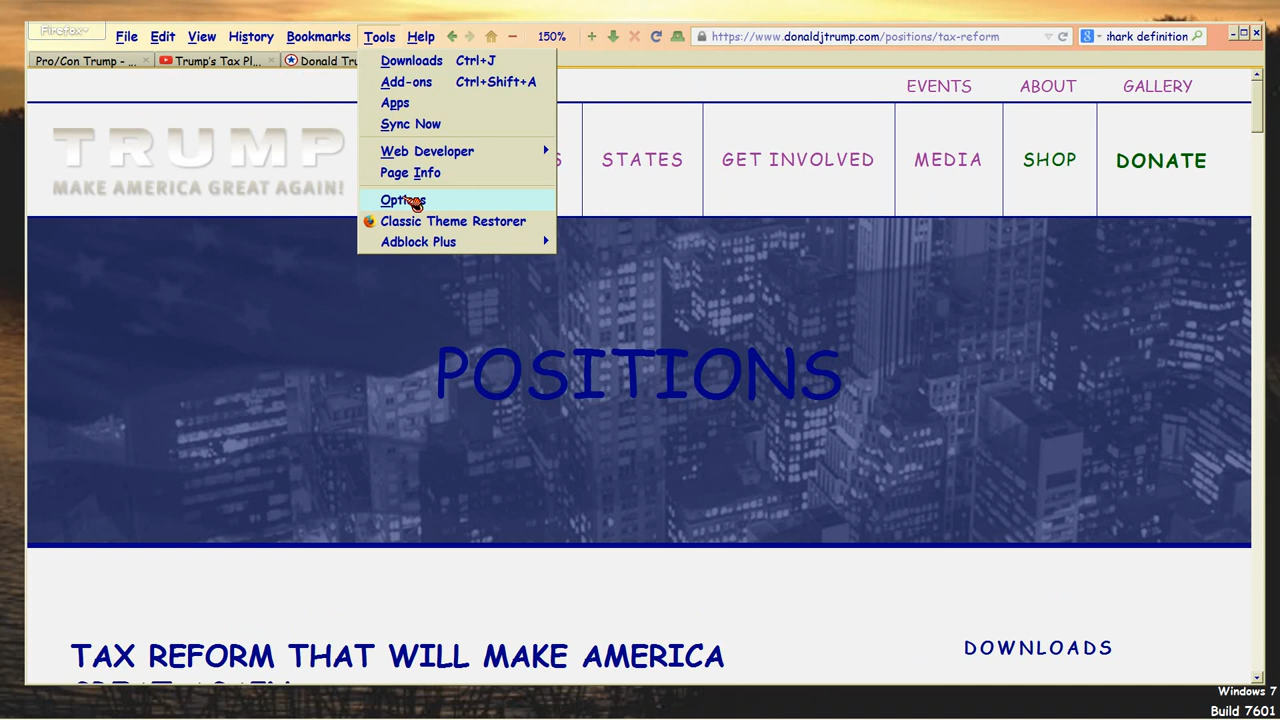 Firefox
File Edit View History Bookmarks Tools Help 150% https://www.donaldjtrump.com/positions/tax-reform hark definition
Pro/Con Trump - ... Trump's Tax Pl... Donald Tru
Downloads Ctrl+J
Add-ons Ctrl+Shift+A
Apps
Sync Now
Web Developer
Page Info
Options
Classic Theme Restorer
Adblock Plus
EVENTS ABOUT GALLERY
TRUMP
MAKE AMERICA GREAT AGAIN!
S STATES GET INVOLVED MEDIA SHOP DONATE
POSITIONS
TAX REFORM THAT WILL MAKE AMERICA
DOWNLOADS
Windows 7
Build 7601